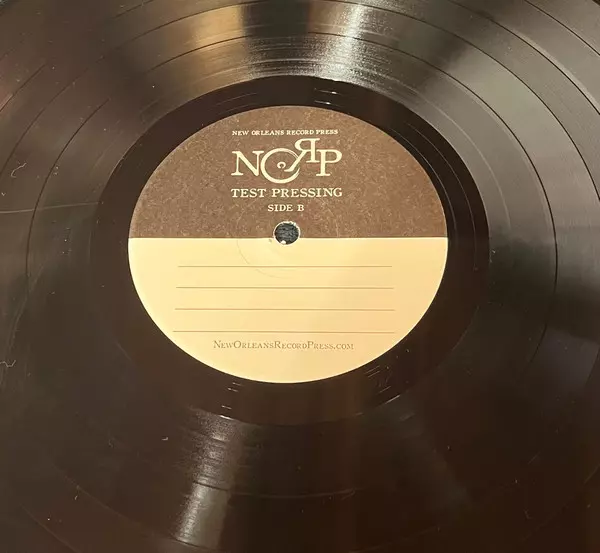 NEW ORLEANS RECORD PRESS
NORP
TEST PRESSING
SIDE B
NEWORLEANSRECORDPRESS.COM